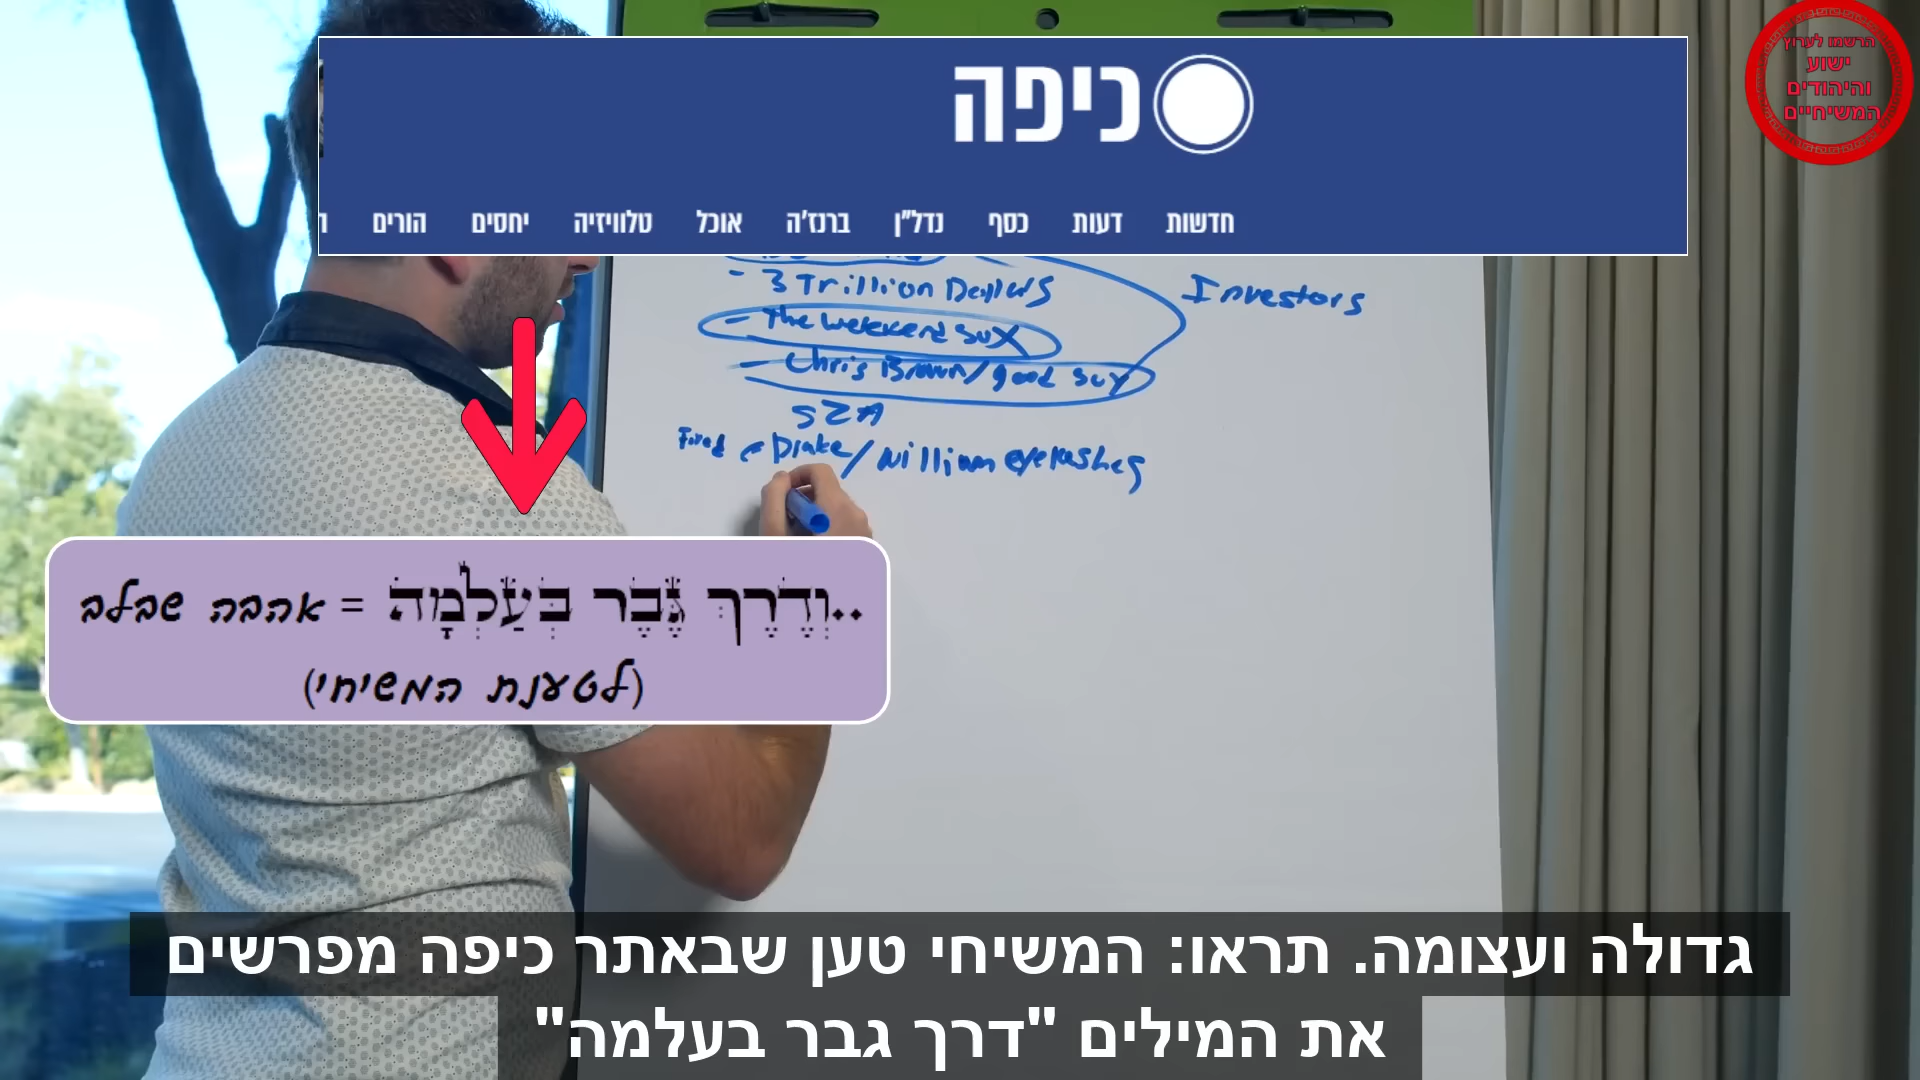 כיפה
חדשות דעות כסף נדל"ן ברנז'ה אוכל טלוויזיה יחסים הורים
הרשמו לערוץ
ישוע
והיהודים
המשיחיים
- 3 Trillion Dollars
Investors
- The weekend sux
- Chris Brown/good guy
SZA
Drake/ million eyelashes
..וְדֶרֶךְ גֶּבֶר בְּעַלְמָה = אהבה שבלב
(לטענת המשיחי)
גדולה ועצומה. תראו: המשיחי טען שבאתר כיפה מפרשים
את המילים "דרך גבר בעלמה"